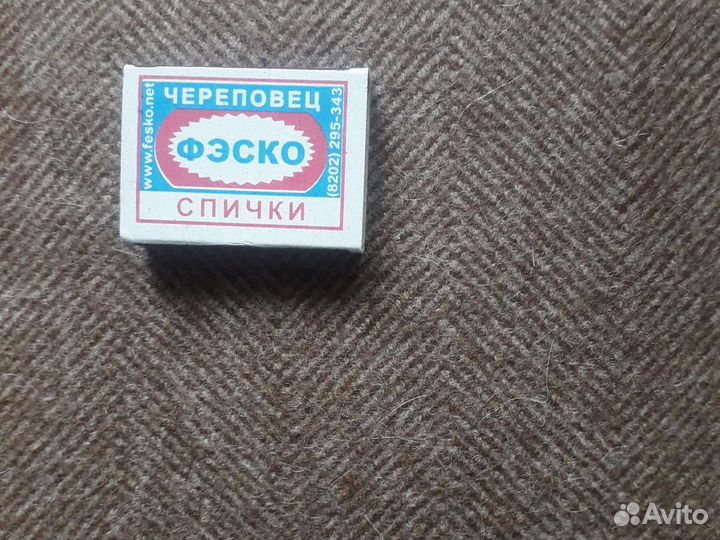 ЧЕРЕПОВЕЦ
www.fesko.net
ФЭСКО
(8202) 295-343
СПИЧКИ
Avito